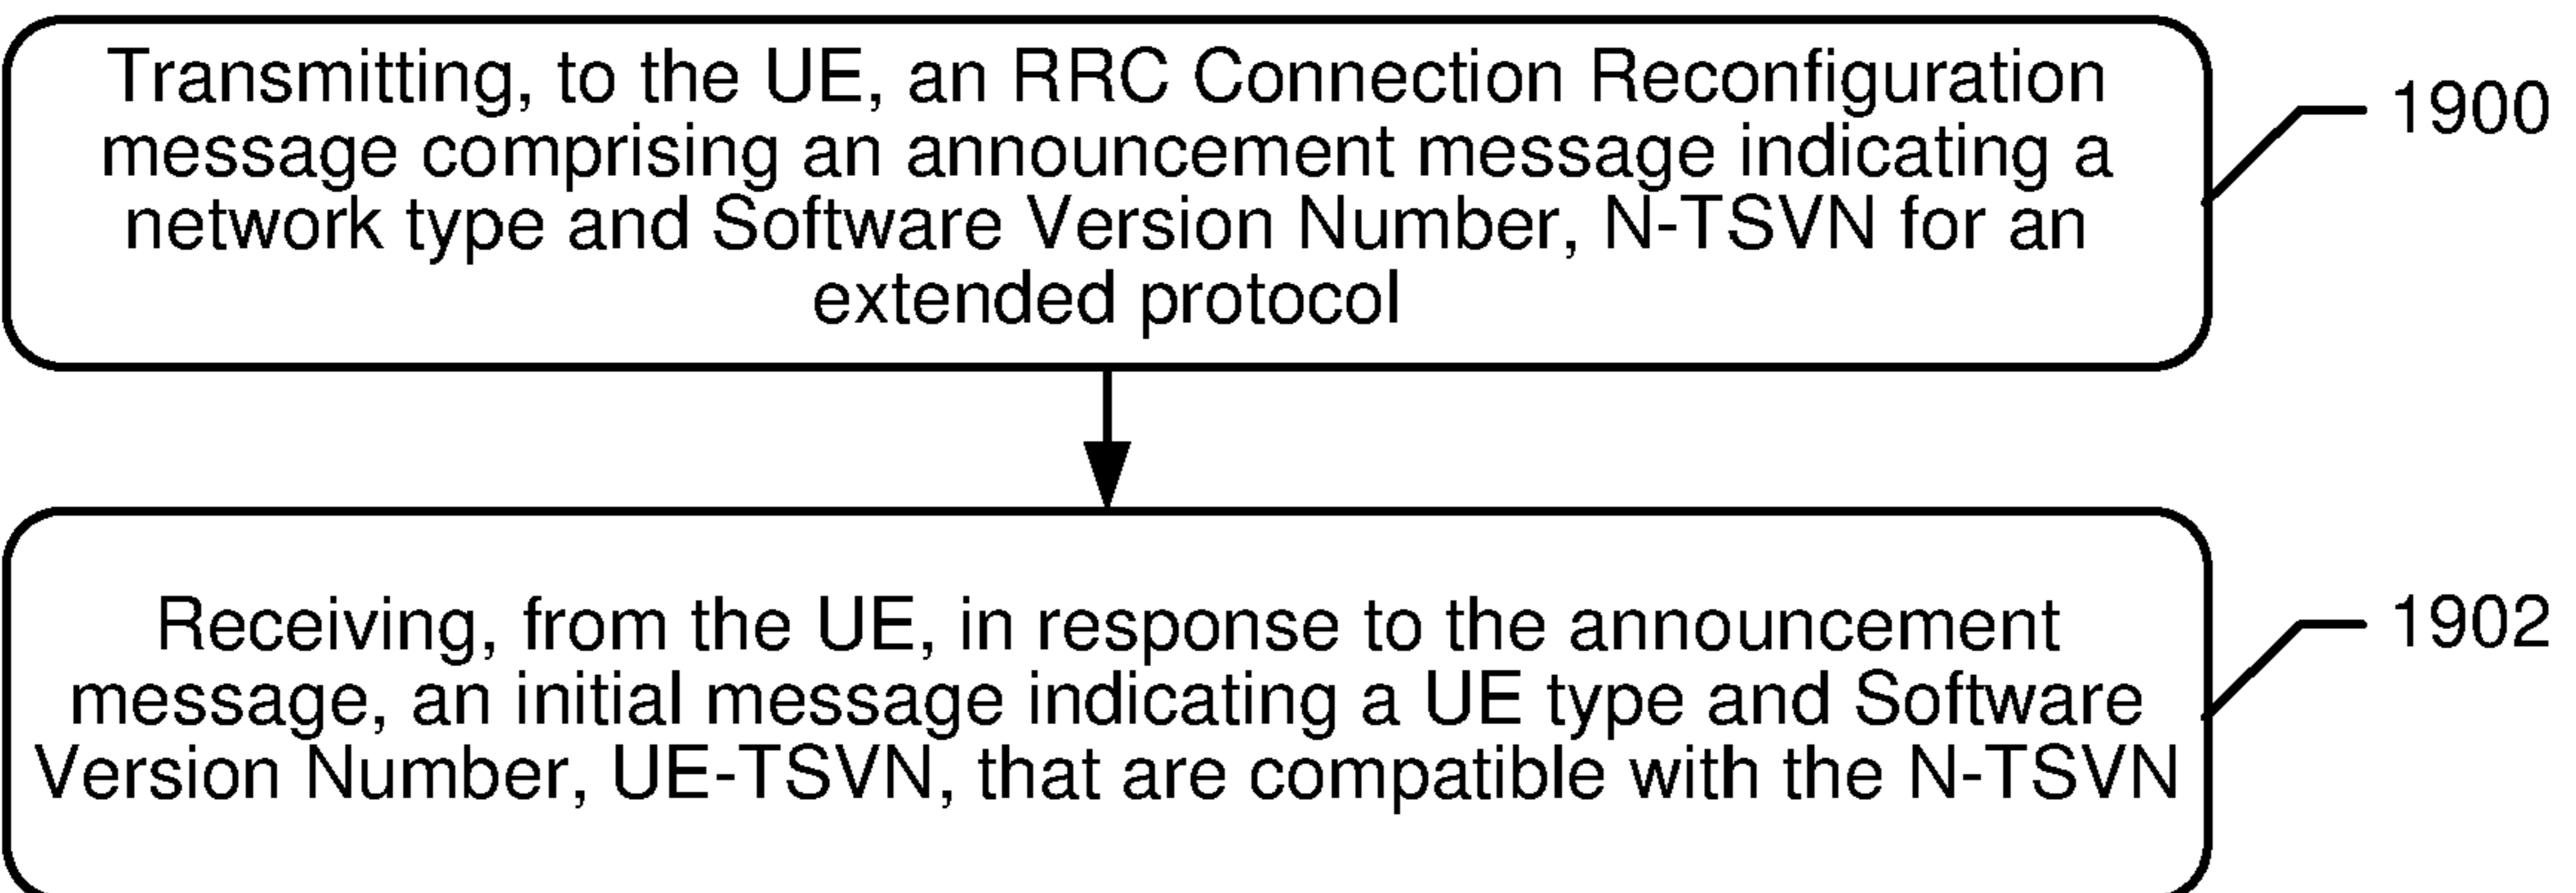 Transmitting, to the UE, an RRC Connection Reconfiguration
message comprising an announcement message indicating a
network type and Software Version Number, N-TSVN for an
extended protocol
1900
Receiving, from the UE, in response to the announcement
message, an initial message indicating a UE type and Software
Version Number, UE-TSVN, that are compatible with the N-TSVN
1902